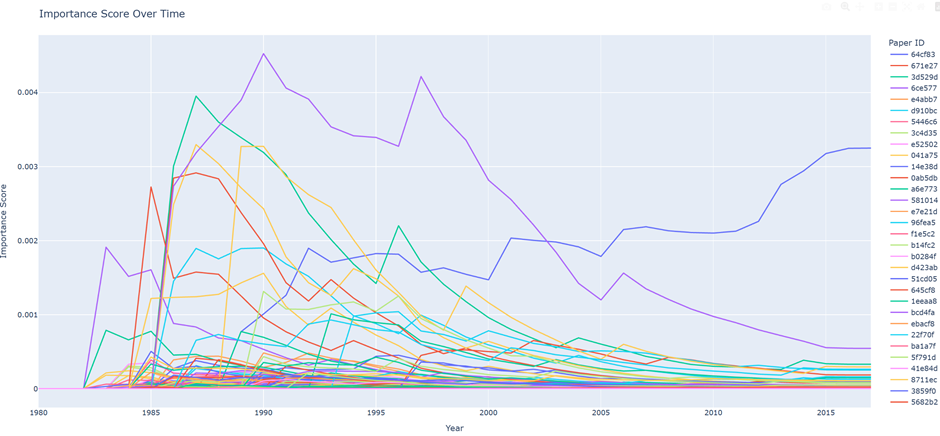 Importance Score Over Time
Importance Score
0.004
0.003
0.002
0.001
0
1980
1985
1990
1995
2000
2005
2010
2015
Year
Paper ID
64cf83
671e27
3d529d
6ce577
e4abb7
d910bc
5446c6
3c4d35
e52502
041a75
14e38d
0ab5db
a6e773
581014
e7e21d
96fea5
f1e5c2
b14fc2
b0284f
d423ab
51cd05
645cf8
1eeaa8
bcd4fa
ebacf8
22f70f
ba1a7f
5f791d
41e84d
8711ec
3859f0
5682b2